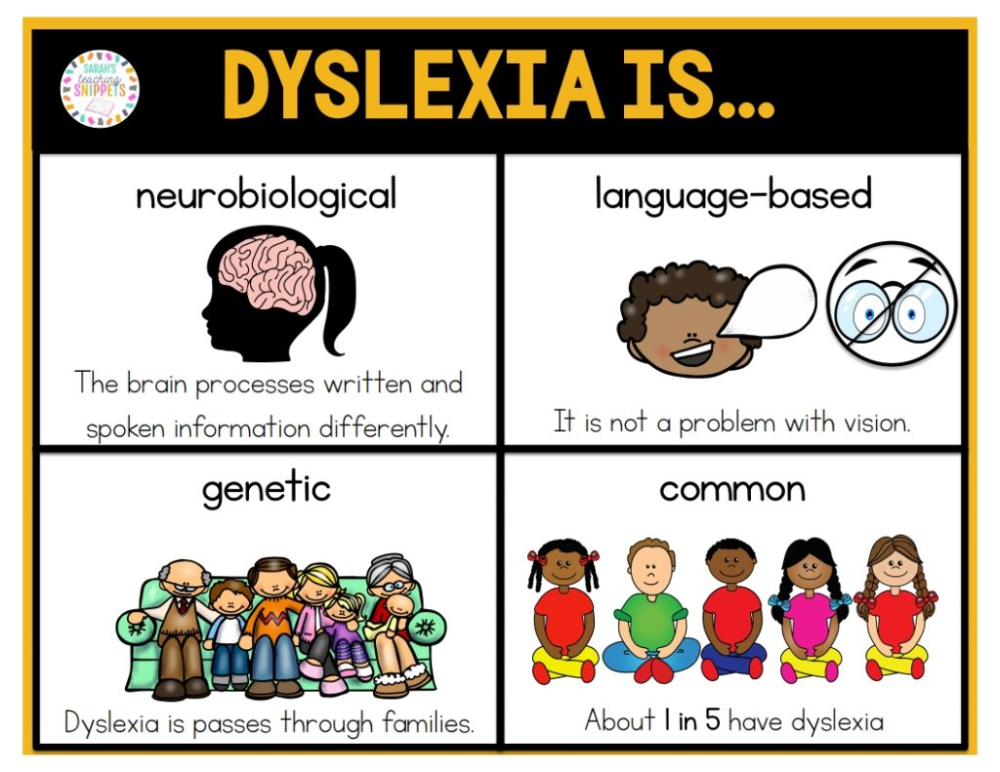 SARAH'S
teaching
SNIPPETS
DYSLEXIA IS...
neurobiological
The brain processes written and
spoken information differently.
language-based
It is not a problem with vision.
genetic
Dyslexia is passes through families.
common
About 1 in 5 have dyslexia